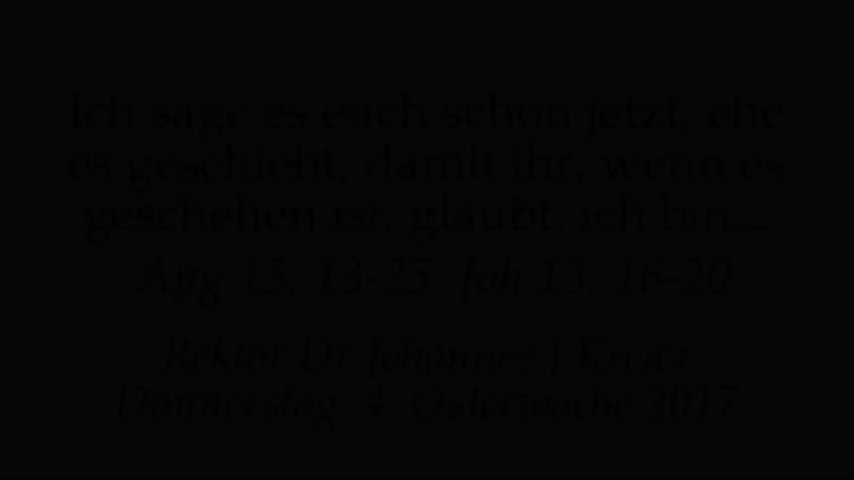 Ich sage es euch schon jetzt, ehe
es geschieht, damit ihr, wenn es
geschehen ist, glaubt: ich bin...
Apg 13, 13-25 Joh 13, 16-20
Rektor Dr. Johannes J. Kreier
Donnerstag, 4. Osterwoche 2017